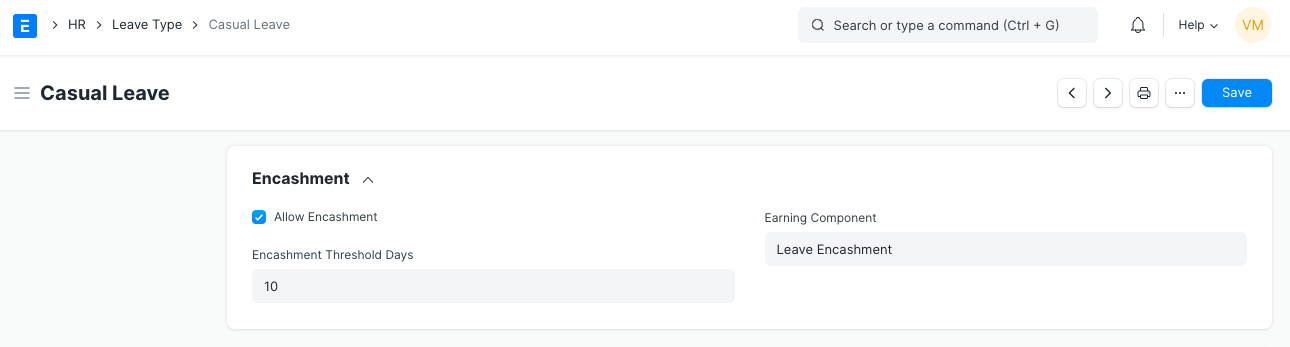 E HR Leave Type Casual Leave Search or type a command (Ctrl + G) Help VM
Casual Leave ... Save
Encashment
Allow Encashment
Earning Component
Leave Encashment
Encashment Threshold Days
10